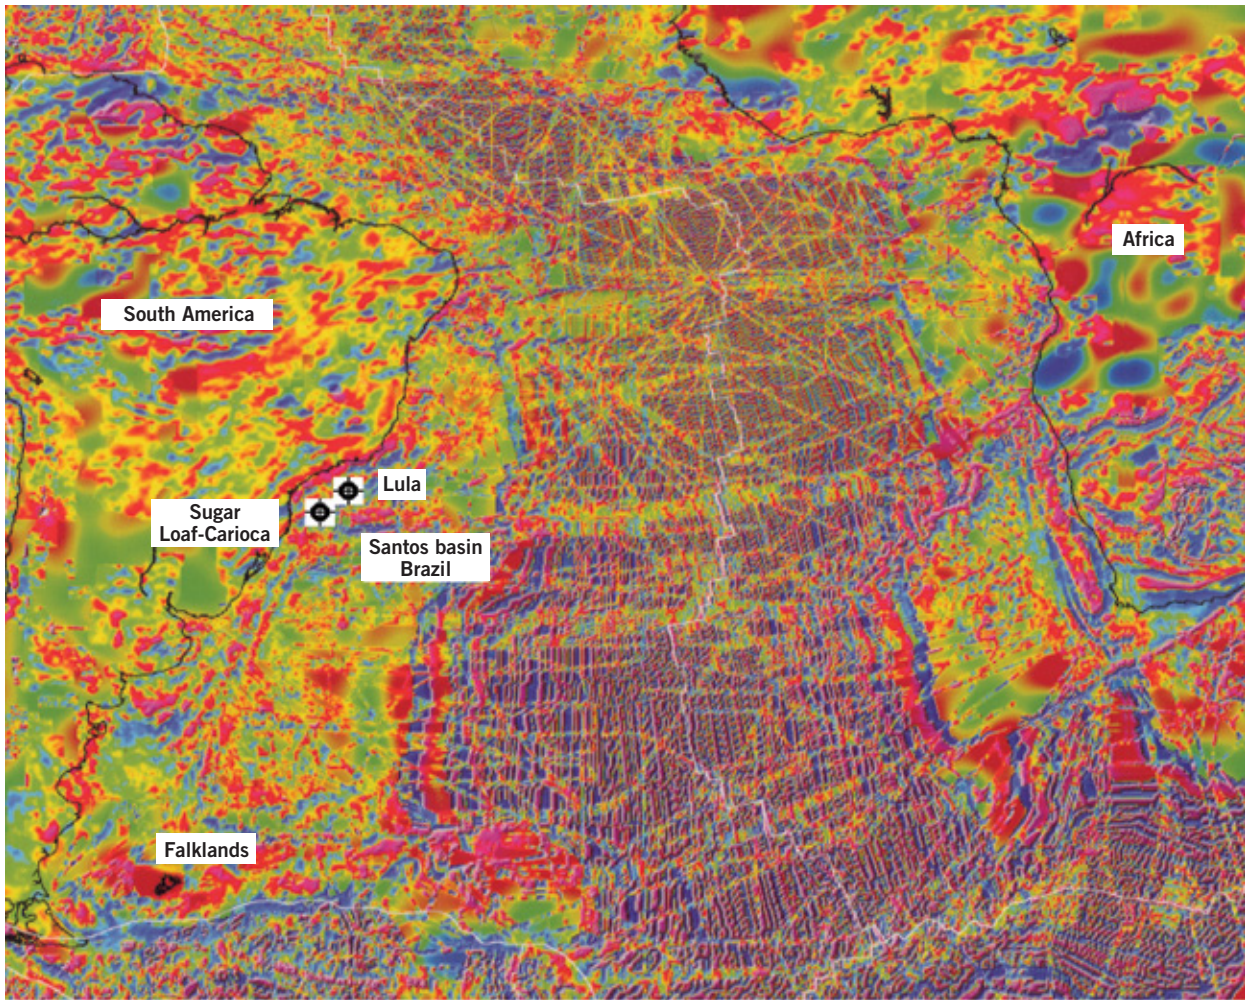 Africa
South America
Lula
Sugar
Loaf-Carioca
Santos basin
Brazil
Falklands